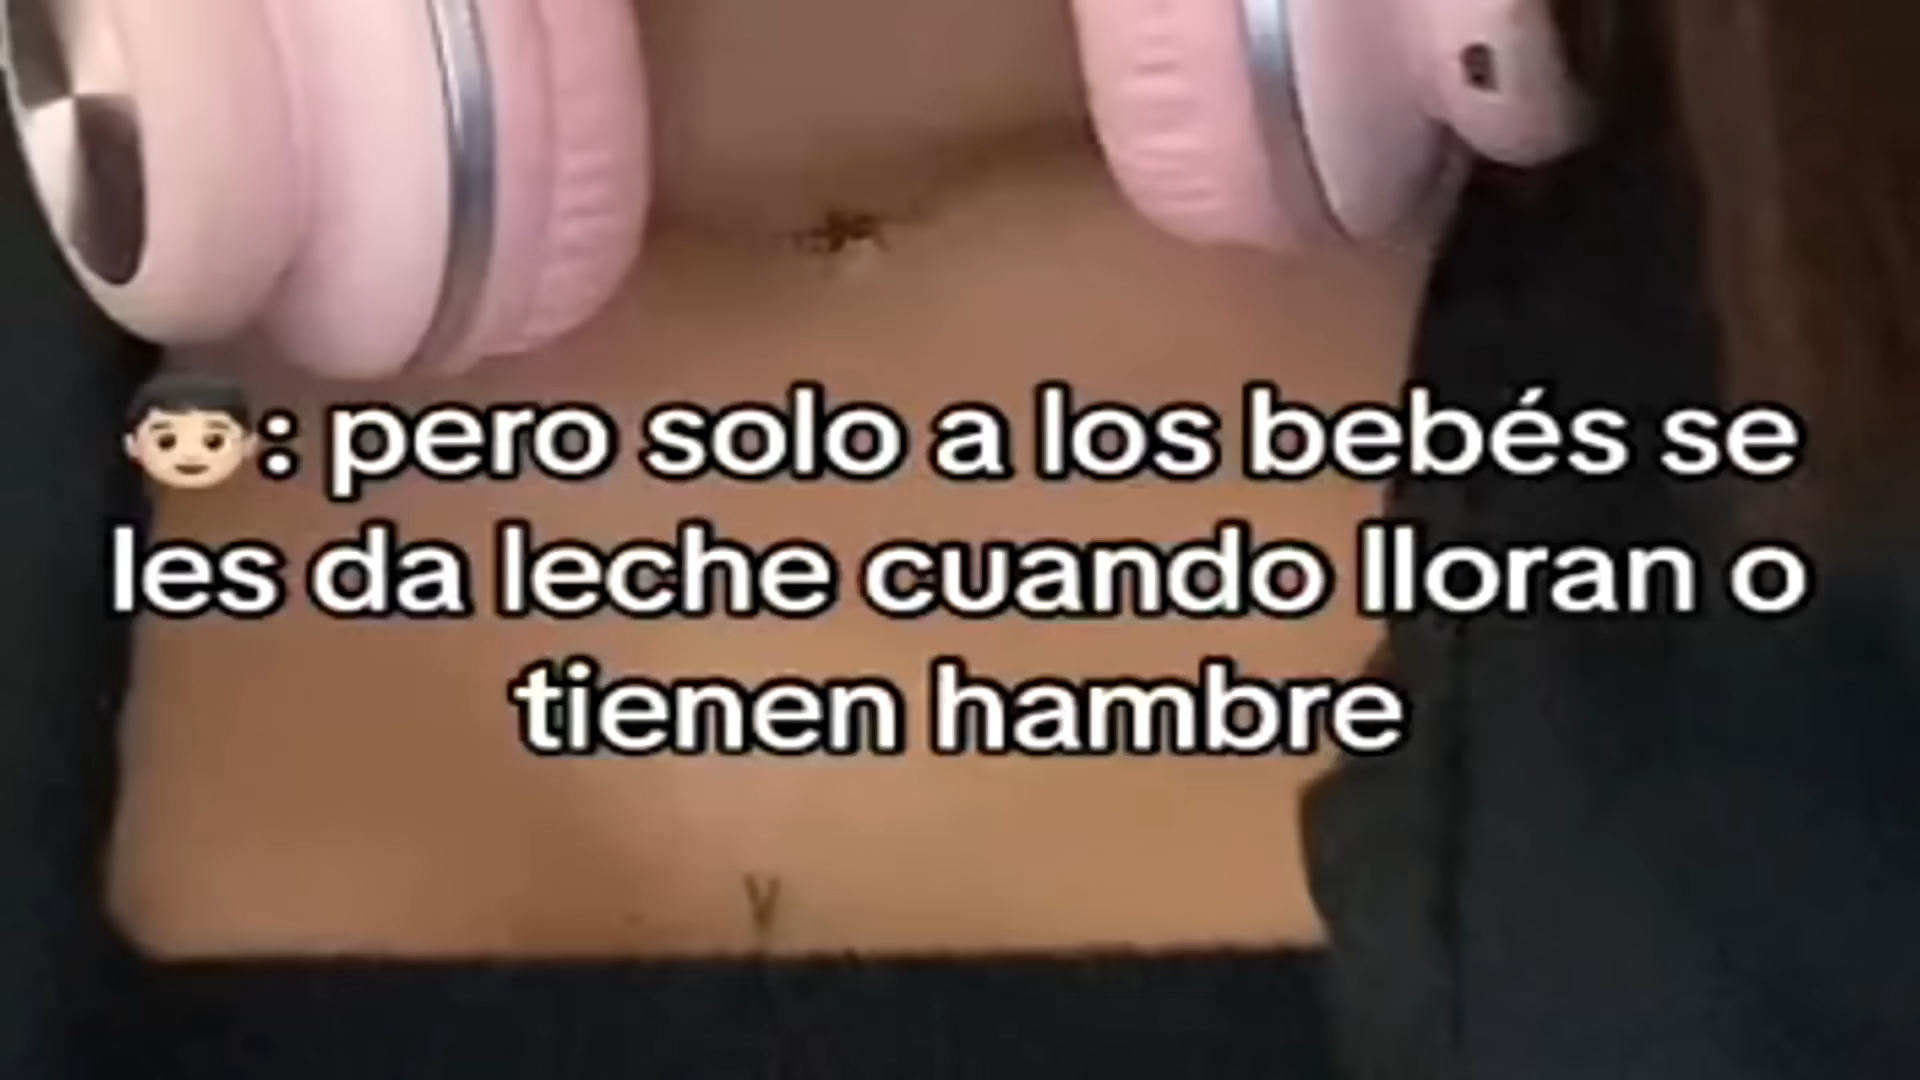 : pero solo a los bebés se
les da leche cuando lloran o
tienen hambre